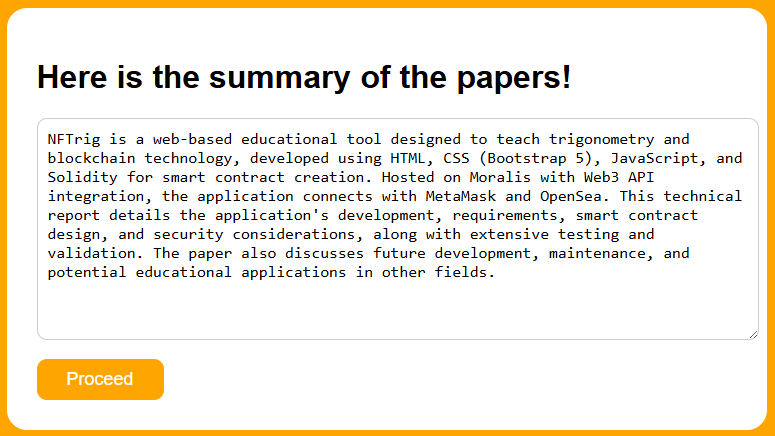 Here is the summary of the papers!
NFTrig is a web-based educational tool designed to teach trigonometry and
blockchain technology, developed using HTML, CSS (Bootstrap 5), JavaScript, and
Solidity for smart contract creation. Hosted on Moralis with Web3 API
integration, the application connects with MetaMask and OpenSea. This technical
report details the application's development, requirements, smart contract
design, and security considerations, along with extensive testing and
validation. The paper also discusses future development, maintenance, and
potential educational applications in other fields.
Proceed